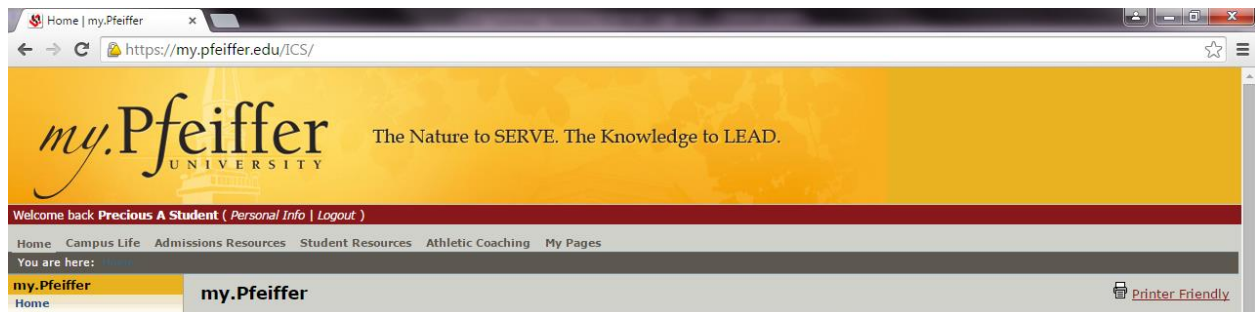 Home | my.Pfeiffer
https://my.pfeiffer.edu/ICS/
my.Pfeiffer
UNIVERSITY
The Nature to SERVE. The Knowledge to LEAD.
Welcome back Precious A Student ( Personal Info | Logout )
Home Campus Life Admissions Resources Student Resources Athletic Coaching My Pages
You are here: Home
my.Pfeiffer
Home
my.Pfeiffer
Printer Friendly